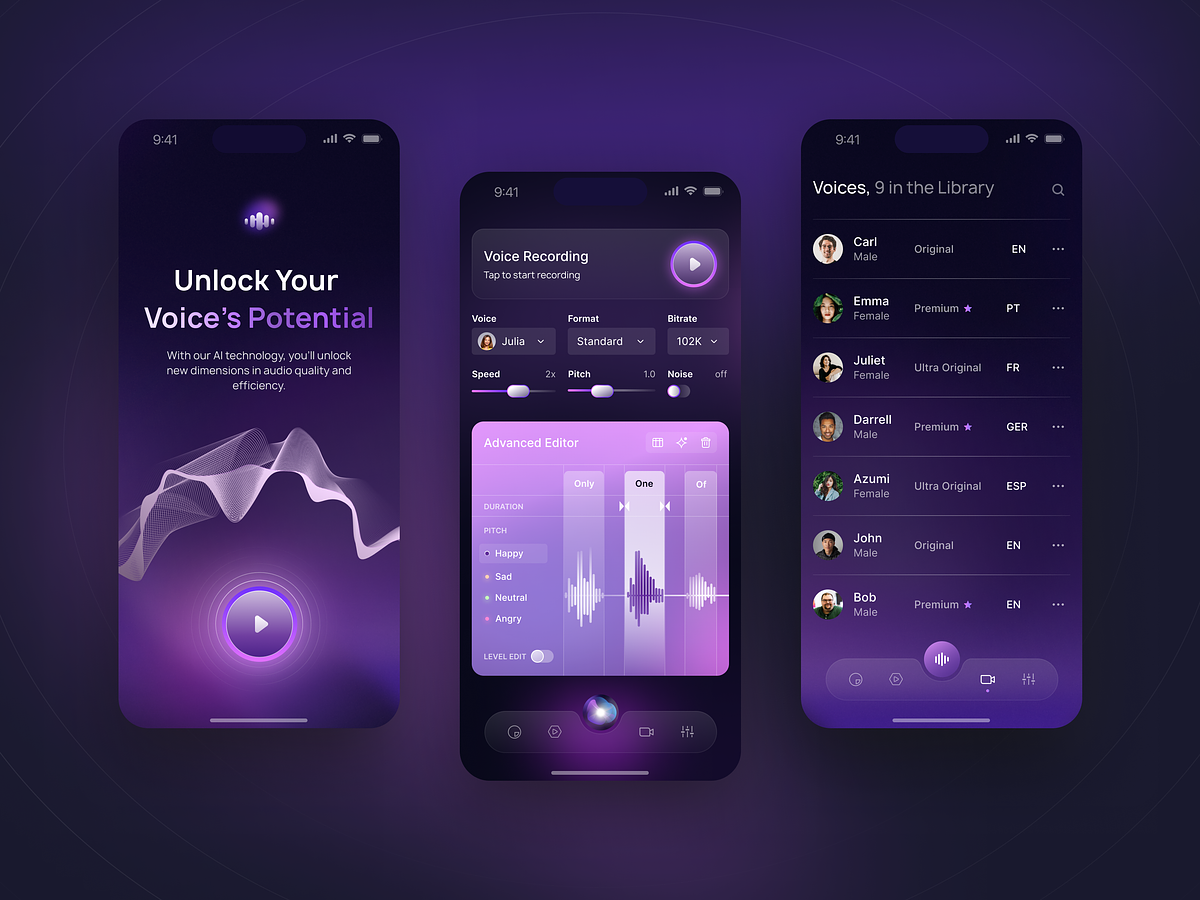 9:41
Unlock Your
Voice's Potential
With our AI technology, you'll unlock
new dimensions in audio quality and
efficiency.
9:41
Voice Recording
Tap to start recording
Voice Format Bitrate
Julia Standard 102K
Speed 2x Pitch 1.0 Noise off
Advanced Editor
Only One Of
DURATION
PITCH
Happy
Sad
Neutral
Angry
LEVEL EDIT
9:41
Voices, 9 in the Library
Carl
Male
Original EN
Emma
Female
Premium PT
Juliet
Female
Ultra Original FR
Darrell
Male
Premium GER
Azumi
Female
Ultra Original ESP
John
Male
Original EN
Bob
Male
Premium EN